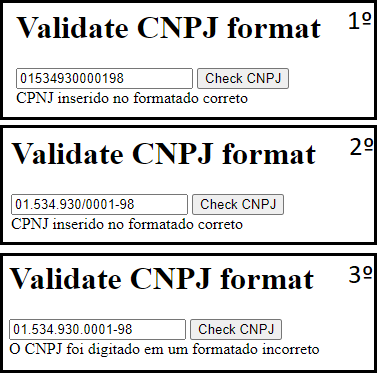 Validate CNPJ format 1º
01534930000198 Check CNPJ
CPNJ inserido no formatado correto
Validate CNPJ format 2º
01.534.930/0001-98 Check CNPJ
CPNJ inserido no formatado correto
Validate CNPJ format 3º
01.534.930.0001-98 Check CNPJ
O CNPJ foi digitado em um formatado incorreto